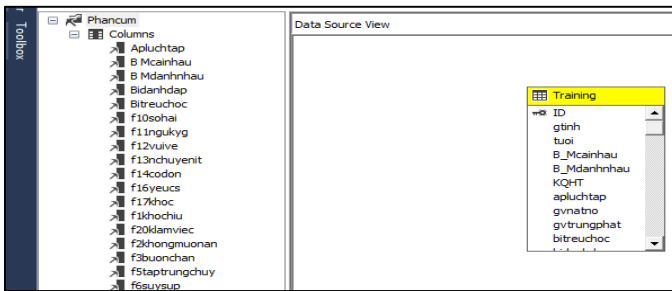 Toolbox
Phancum
Columns
Apluchtap
B Mcainhau
B Mdanhnhau
Bidanhdap
Bitreuchoc
f10sohai
f11ngukyg
f12vuive
f13nchuyenit
f14codon
f16yeucs
f17khoc
f1khochiu
f20klamviec
f2khongmuonan
f3buonchan
f5taptrungchuy
f6suysup
Data Source View
Training
ID
gtinh
tuoi
B_Mcainhau
B_Mdanhnhau
KQHT
apluchtap
gvnatno
gvtrungphat
bitreuchoc